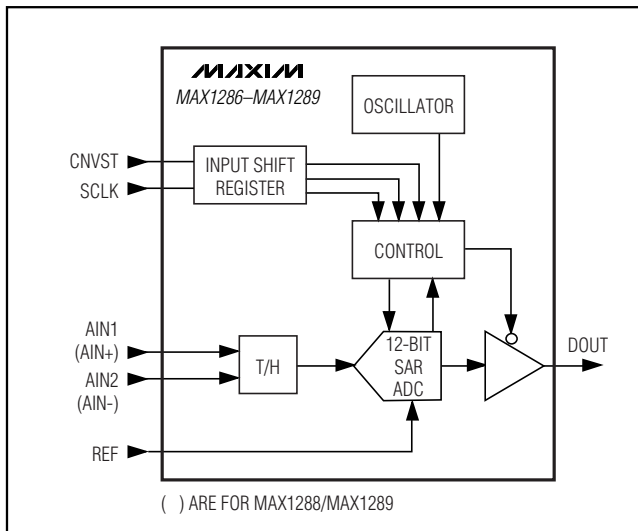 MAXIM
MAX1286–MAX1289
OSCILLATOR
CNVST
SCLK
INPUT SHIFT
REGISTER
CONTROL
AIN1
(AIN+)
AIN2
(AIN-)
T/H
12-BIT
SAR
ADC
DOUT
REF
( ) ARE FOR MAX1288/MAX1289